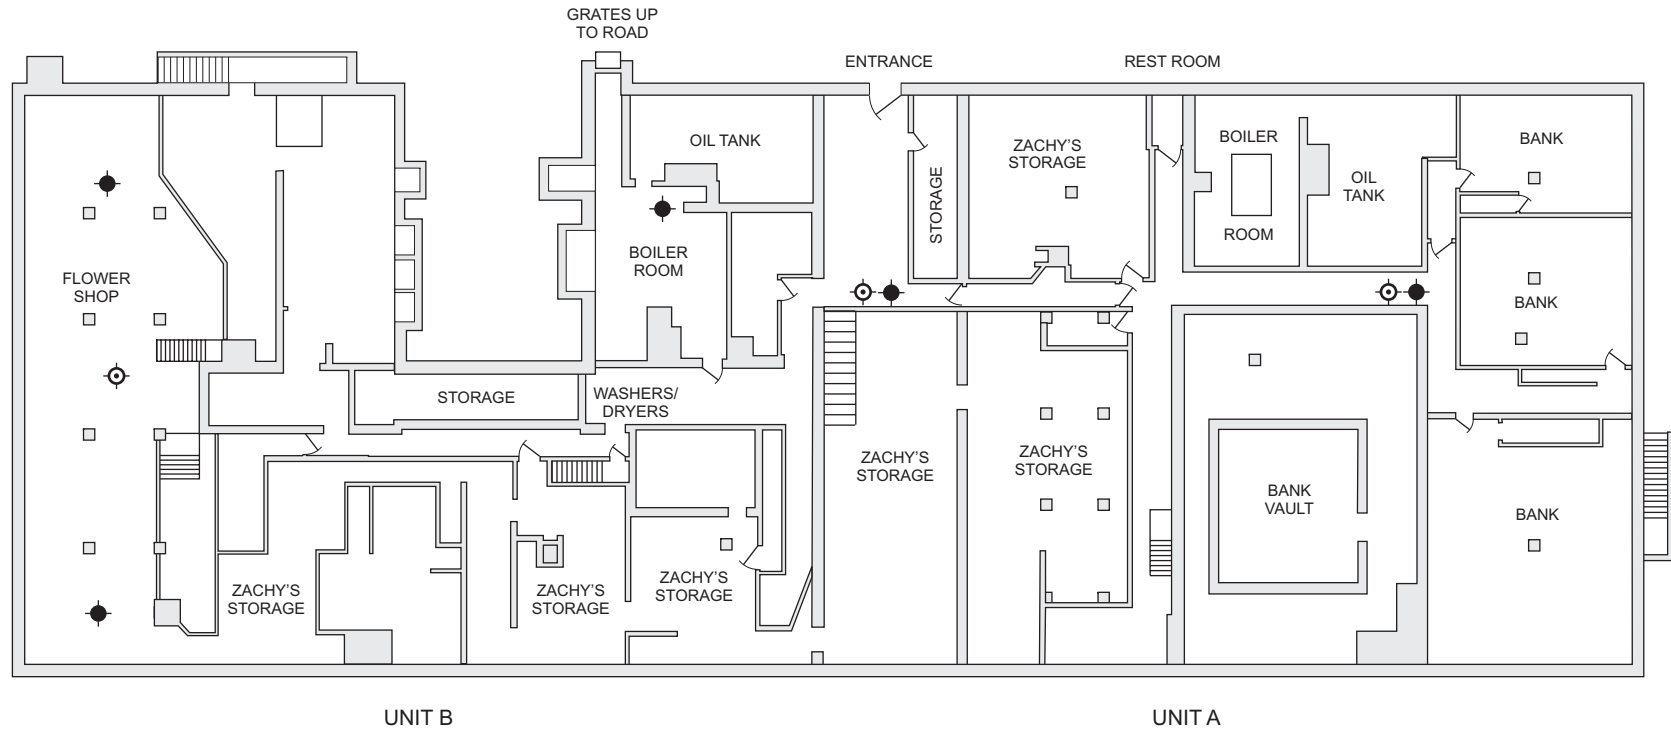 GRATES UP
TO ROAD
ENTRANCE
REST ROOM
OIL TANK
ZACHY'S
STORAGE
BOILER
ROOM
OIL
TANK
BANK
STORAGE
FLOWER
SHOP
BOILER
ROOM
BANK
STORAGE
WASHERS/
DRYERS
ZACHY'S
STORAGE
ZACHY'S
STORAGE
BANK
VAULT
BANK
ZACHY'S
STORAGE
ZACHY'S
STORAGE
ZACHY'S
STORAGE
UNIT B
UNIT A